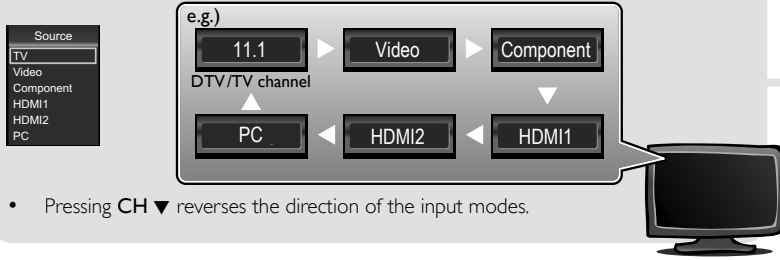 e.g.)
Source
TV
Video
Component
HDMI1
HDMI2
PC
11.1
Video
Component
DTV/TV channel
PC
HDMI2
HDMI1
• Pressing CH ▼ reverses the direction of the input modes.